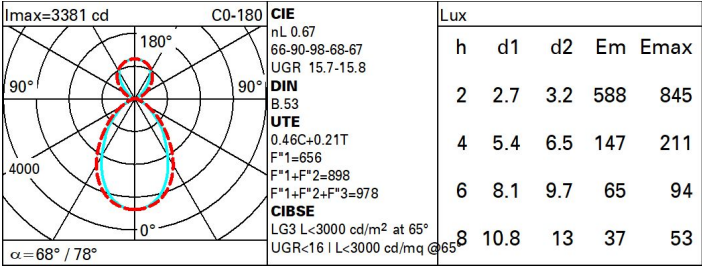 Imax=3381 cd C0-180
180°
90° 90°
4000
0°
α=68° / 78°
CIE
nL 0.67
66-90-98-68-67
UGR 15.7-15.8
DIN
B.53
UTE
0.46C+0.21T
F"1=656
F"1+F"2=898
F"1+F"2+F"3=978
CIBSE
LG3 L<3000 cd/m² at 65°
UGR<16 | L<3000 cd/mq @65°
Lux
h d1 d2 Em Emax
2 2.7 3.2 588 845
4 5.4 6.5 147 211
6 8.1 9.7 65 94
8 10.8 13 37 53